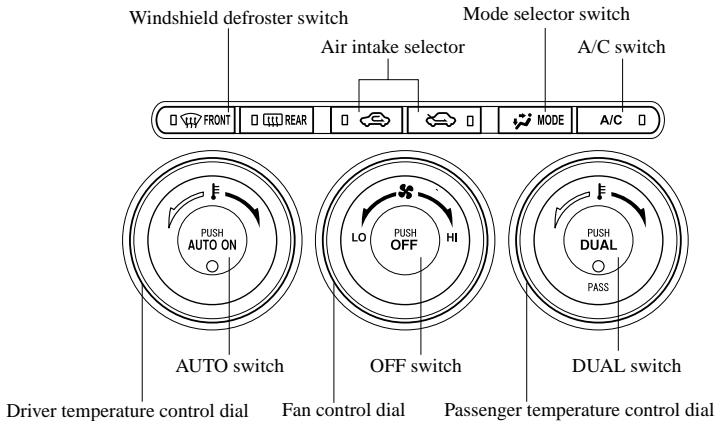 Windshield defroster switch
Mode selector switch
Air intake selector
A/C switch
FRONT
REAR
MODE
A/C
PUSH
AUTO ON
LO
PUSH
OFF
HI
PUSH
DUAL
PASS
AUTO switch
OFF switch
DUAL switch
Driver temperature control dial
Fan control dial
Passenger temperature control dial